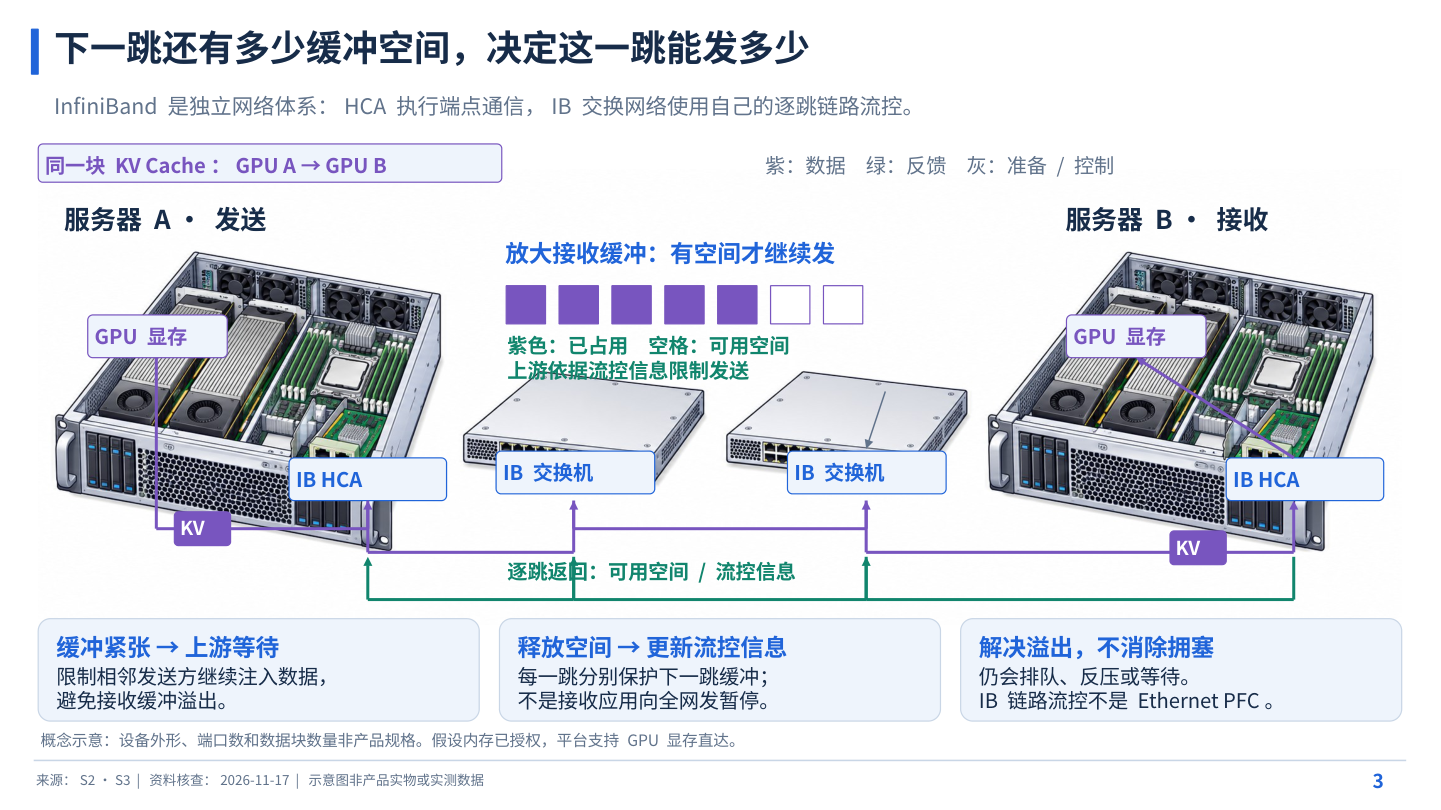 下一跳还有多少缓冲空间，决定这一跳能发多少
InfiniBand 是独立网络体系： HCA 执行端点通信， IB 交换网络使用自己的逐跳链路流控。
同一块 KV Cache： GPU A → GPU B
紫：数据 绿：反馈 灰：准备 / 控制
服务器 A · 发送
服务器 B · 接收
放大接收缓冲：有空间才继续发
紫色：已占用 空格：可用空间
上游依据流控信息限制发送
GPU 显存
GPU 显存
IB HCA
IB 交换机
IB 交换机
IB HCA
KV
KV
逐跳返回：可用空间 / 流控信息
缓冲紧张 → 上游等待
限制相邻发送方继续注入数据，
避免接收缓冲溢出。
释放空间 → 更新流控信息
每一跳分别保护下一跳缓冲；
不是接收应用向全网发暂停。
解决溢出，不消除拥塞
仍会排队、反压或等待。
IB 链路流控不是 Ethernet PFC 。
概念示意：设备外形、端口数和数据块数量非产品规格。假设内存已授权，平台支持 GPU 显存直达。
来源： S2 · S3 | 资料核查： 2026-11-17 | 示意图非产品实物或实测数据
3